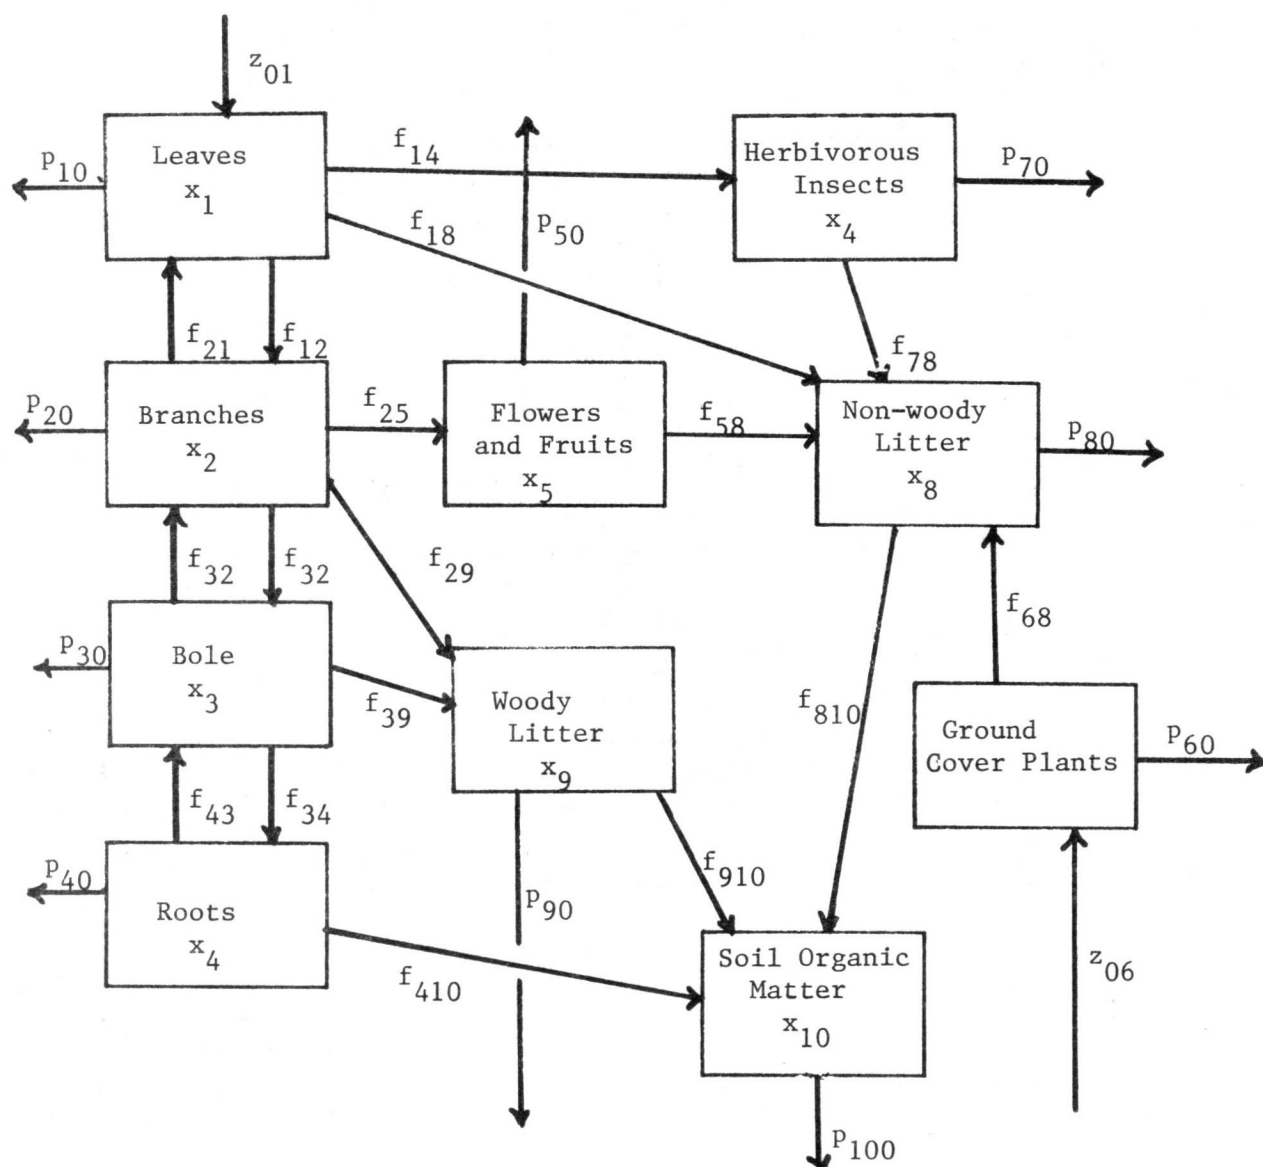 z01
Leaves
x1
p10
f14
f18
p50
Herbivorous
Insects
x4
p70
f21
f12
f78
p20
Branches
x2
f25
Flowers
and Fruits
x5
f58
Non-woody
Litter
x8
p80
f32
f32
f29
f68
p30
Bole
x3
f39
Woody
Litter
x9
f810
Ground
Cover Plants
p60
f43
f34
p40
Roots
x4
f410
p90
f910
Soil Organic
Matter
x10
z06
p100